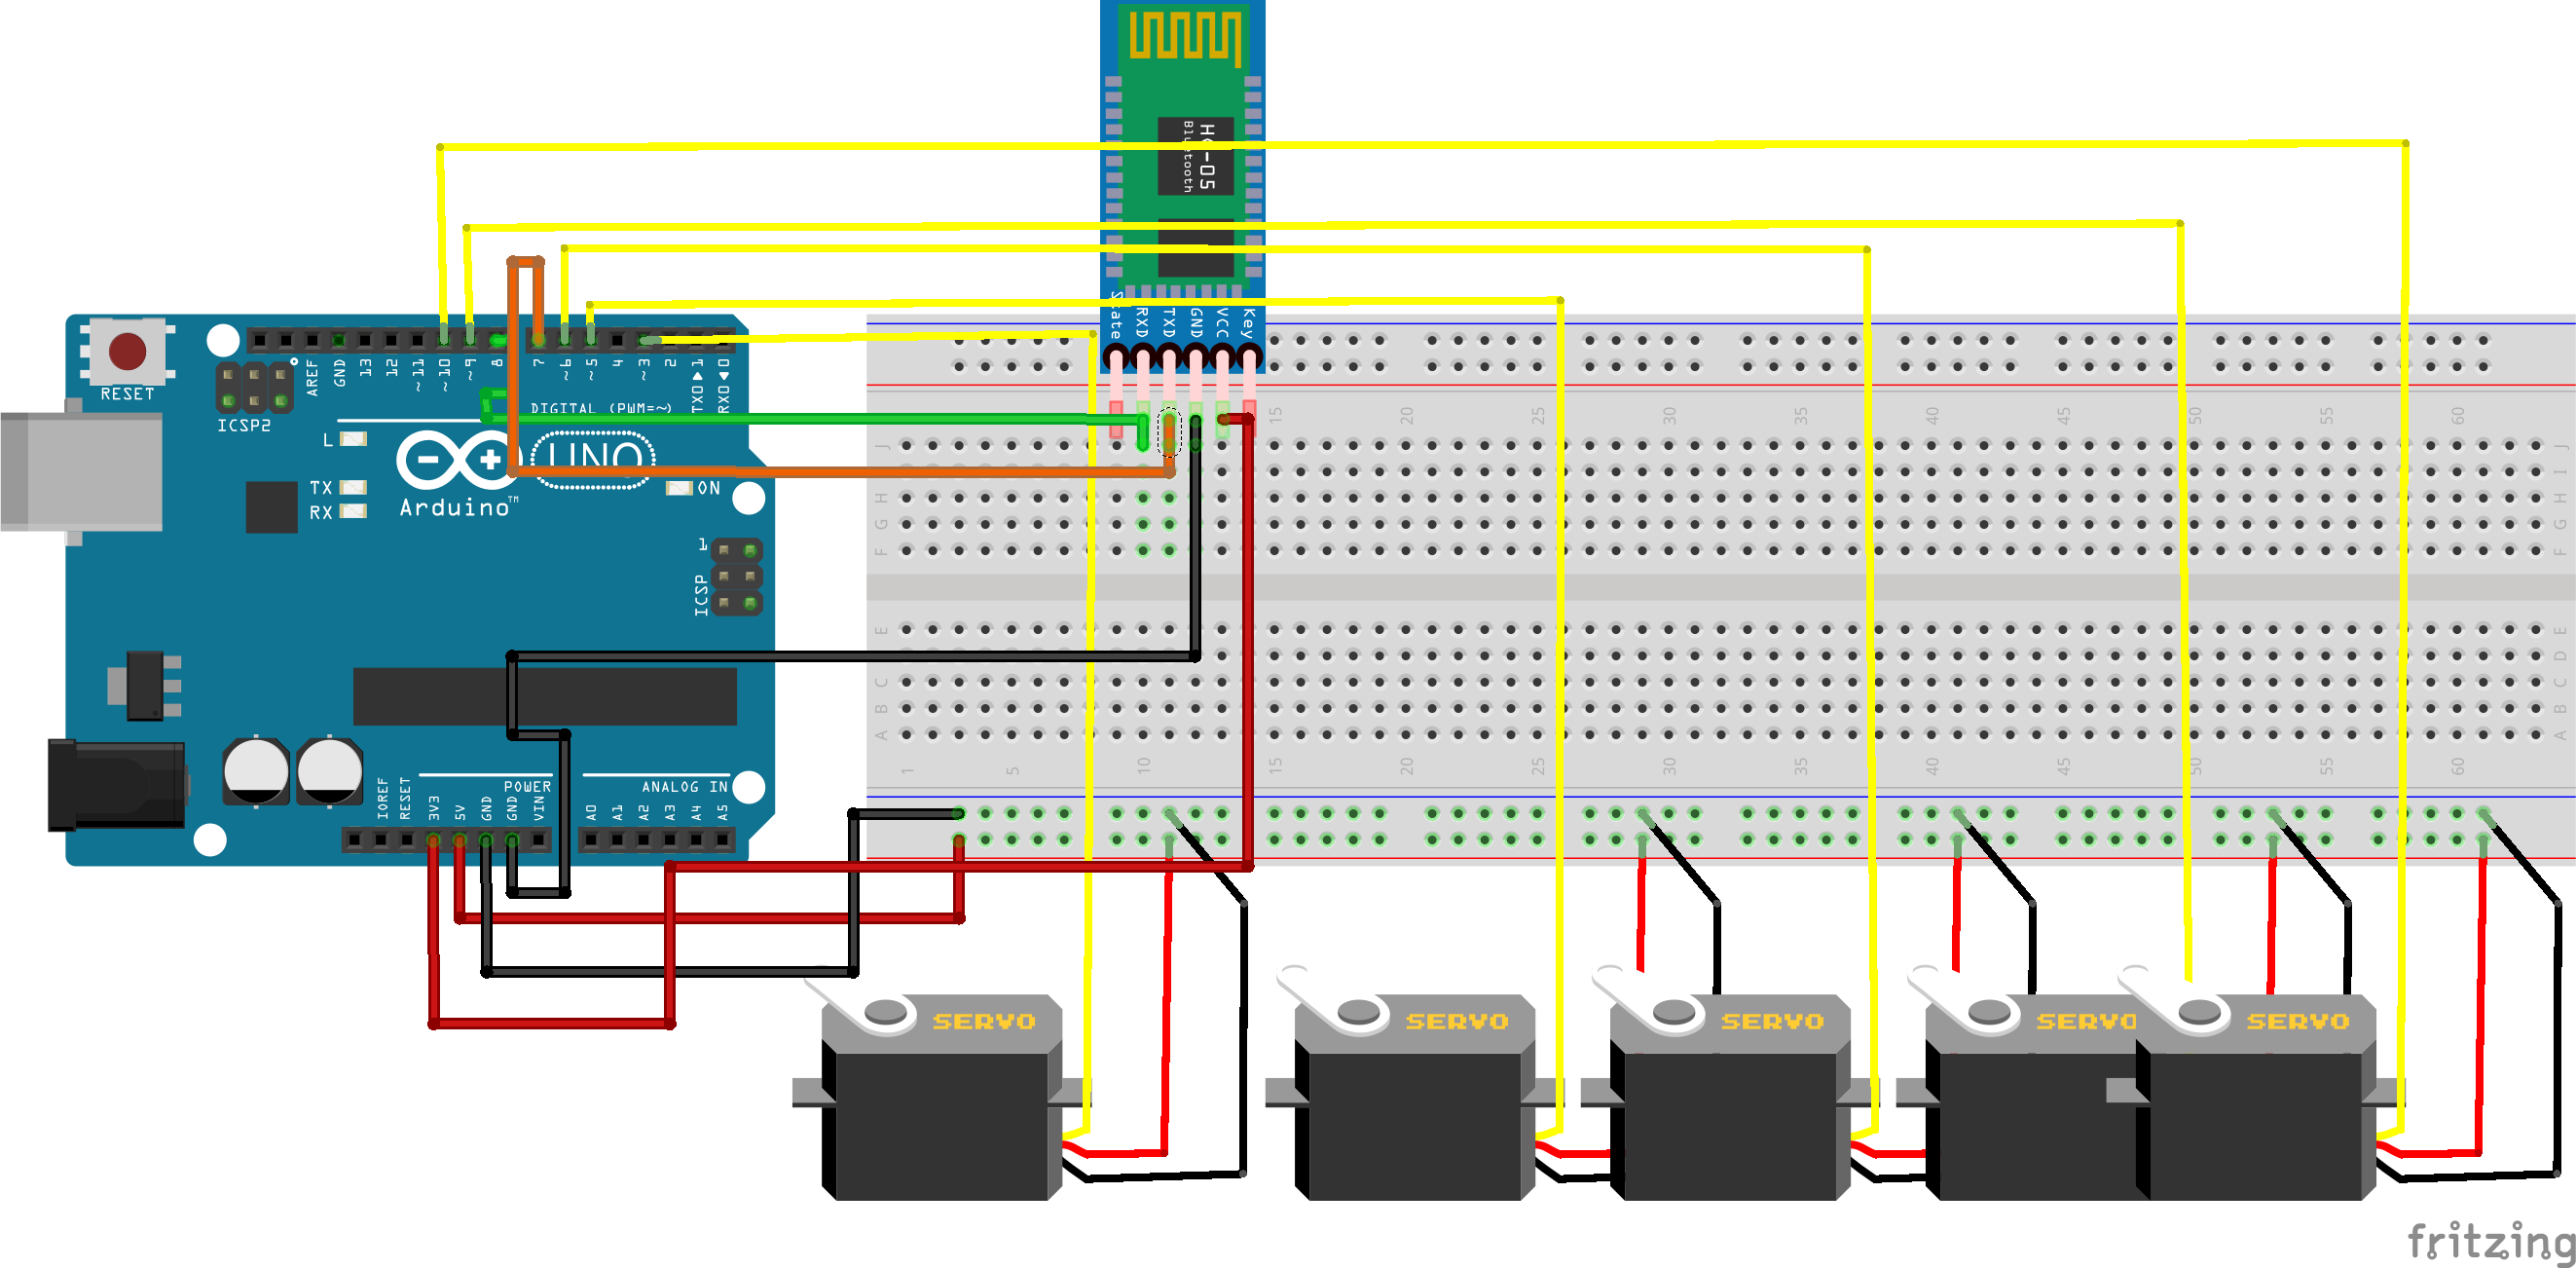 HC-05
Bluetooth
State
RXD
TXD
GND
VCC
Key
RESET
ICSP2
AREF
GND
13
12
~11
~10
~9
8
7
~6
~5
4
~3
2
TX0▶1
RX0◀0
DIGITAL (PWM=~)
L
TX
RX
UNO
Arduino™
ON
1
ICSP
IOREF
RESET
3V3
5V
GND
GND
VIN
POWER
A0
A1
A2
A3
A4
A5
ANALOG IN
15 20 25 30 35 40 45 50 55 60
J J
I
H H
G G
F F
E E
D
C C
B B
A A
1 5 10 15 20 25 30 35 40 45 50 55 60
SERVO
SERVO
SERVO
SERVO
SERVO
fritzing